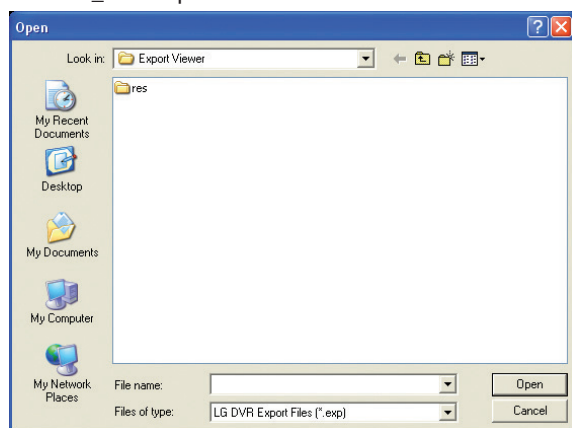 Open
Look in:
Export Viewer
res
My Recent
Documents
Desktop
My Documents
My Computer
My Network
Places
File name:
Open
Files of type:
LG DVR Export Files (*.exp)
Cancel